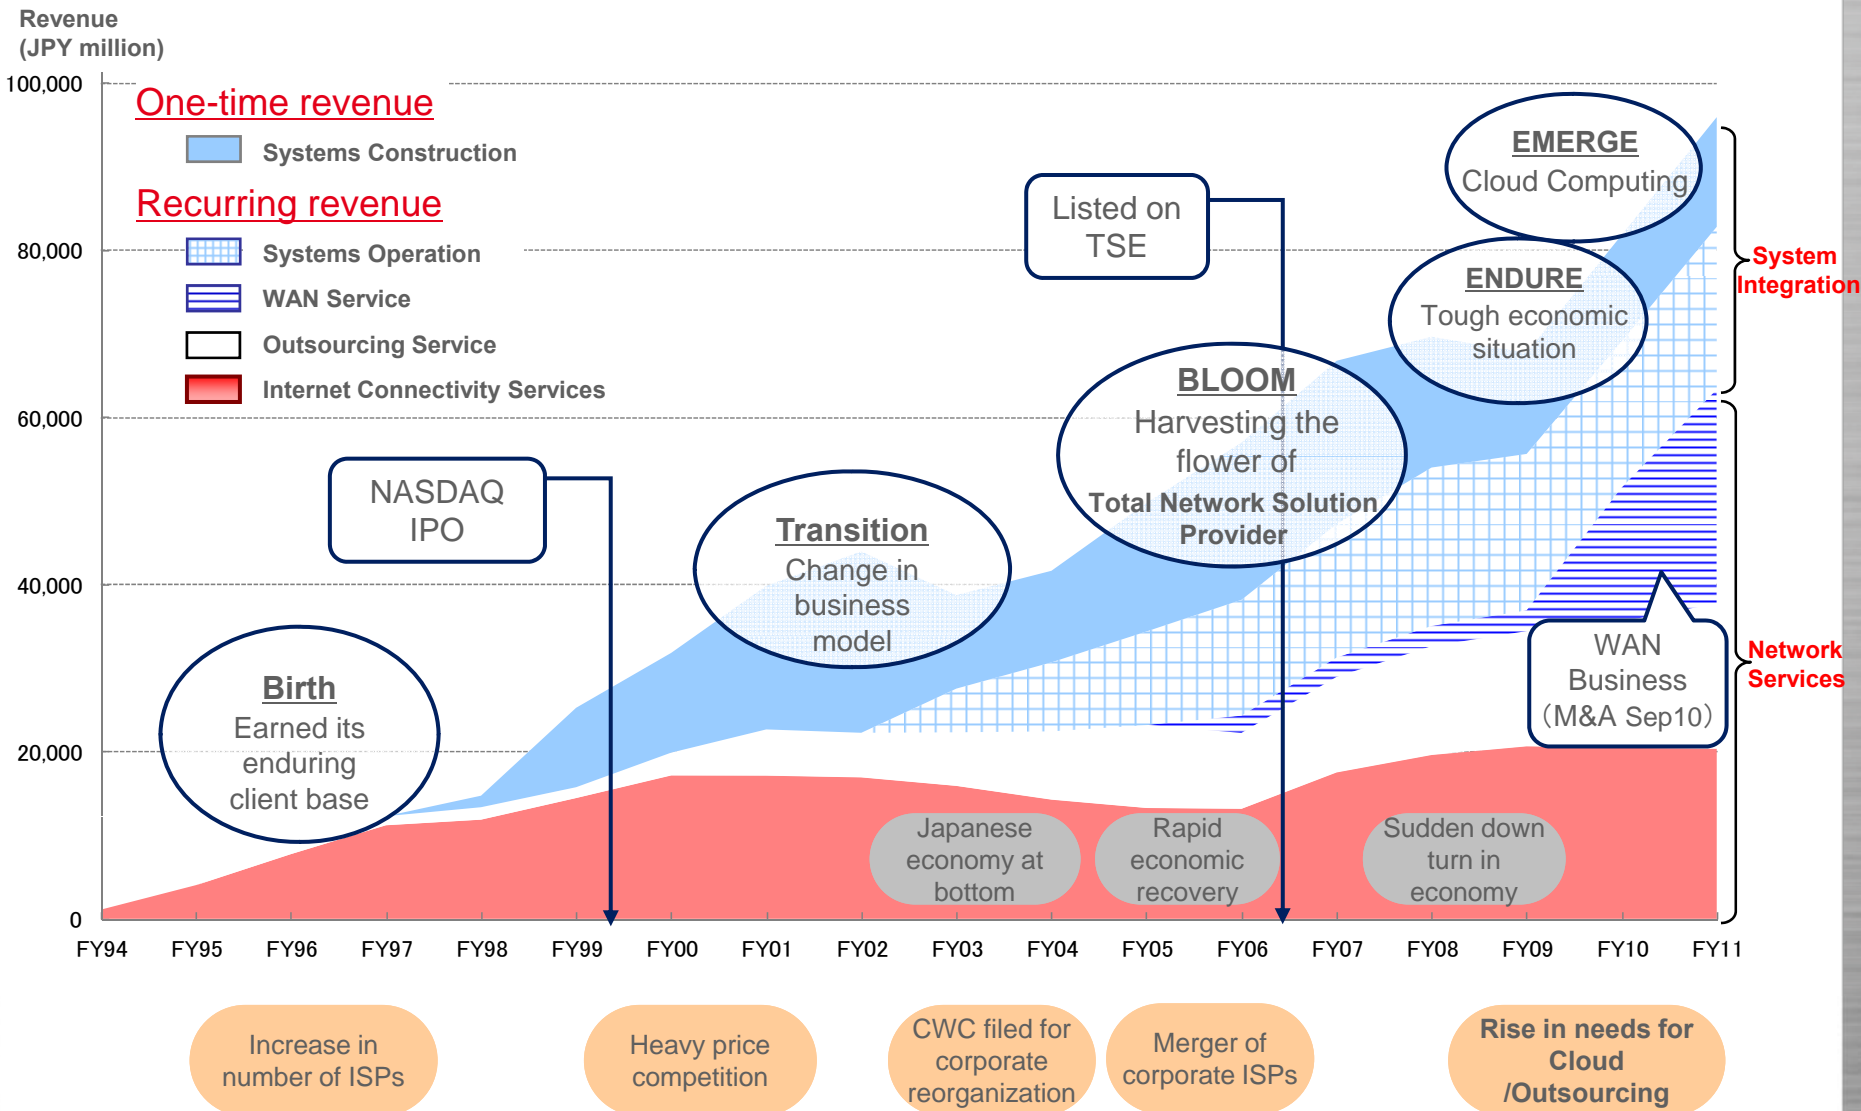 Revenue
(JPY million)
100,000
80,000
60,000
40,000
20,000
0
One-time revenue
Systems Construction
Recurring revenue
Systems Operation
WAN Service
Outsourcing Service
Internet Connectivity Services
Birth
Earned its
enduring
client base
NASDAQ
IPO
Transition
Change in
business
model
Listed on
TSE
BLOOM
Harvesting the
flower of
Total Network Solution
Provider
EMERGE
Cloud Computing
ENDURE
Tough economic
situation
System
Integration
Network
Services
WAN
Business
(M&A Sep10)
Japanese
economy at
bottom
Rapid
economic
recovery
Sudden down
turn in
economy
FY94 FY95 FY96 FY97 FY98 FY99 FY00 FY01 FY02 FY03 FY04 FY05 FY06 FY07 FY08 FY09 FY10 FY11
Increase in
number of ISPs
Heavy price
competition
CWC filed for
corporate
reorganization
Merger of
corporate ISPs
Rise in needs for
Cloud
/Outsourcing